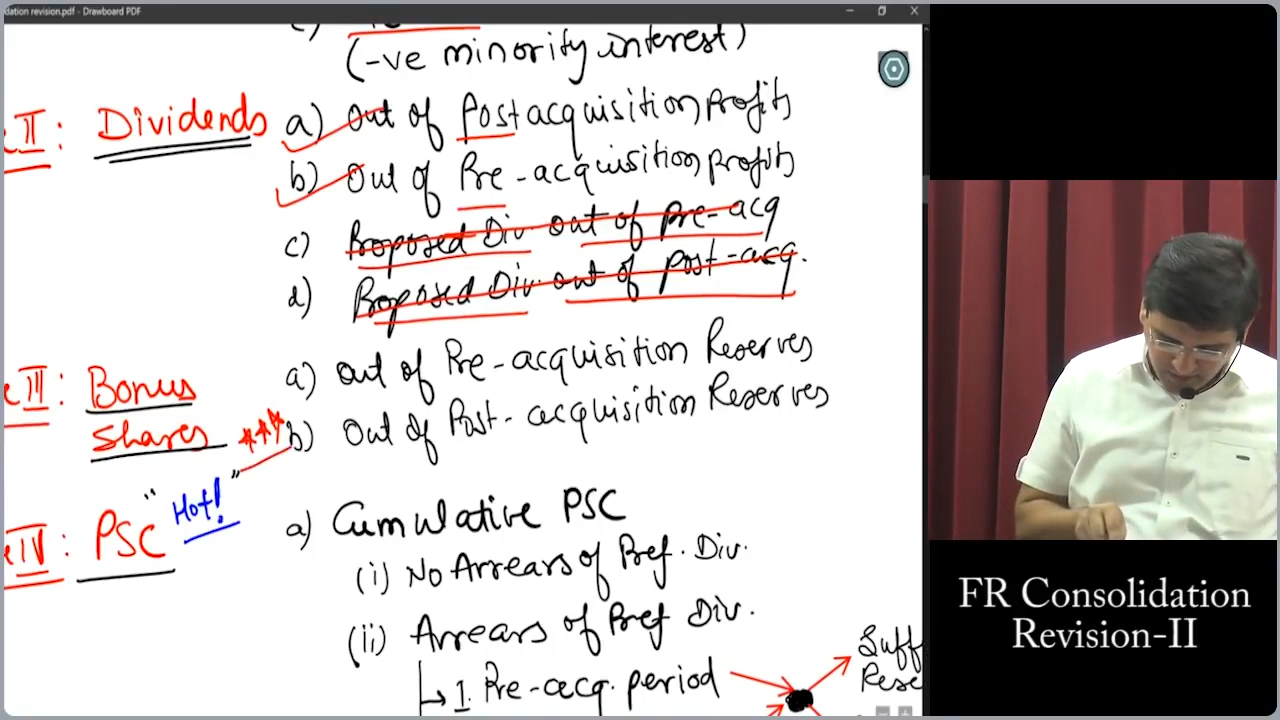 dation revision.pdf - Drawboard PDF
(-ve minority interest)
II : Dividends
a) Out of Post acquisition profits
b) Out of Pre-acquisition profits
c) Proposed Div out of pre-acq
d) Proposed Div out of post-acq.
III : Bonus Shares ***
a) Out of Pre-acquisition Reserves
b) Out of Post-acquisition Reserves
IV : PSC "Hot!"
a) Cumulative PSC
(i) No Arrears of Pref. Div.
(ii) Arrears of Pref Div.
1. Pre-acq. period
Suff
Rese
FR Consolidation
Revision-II